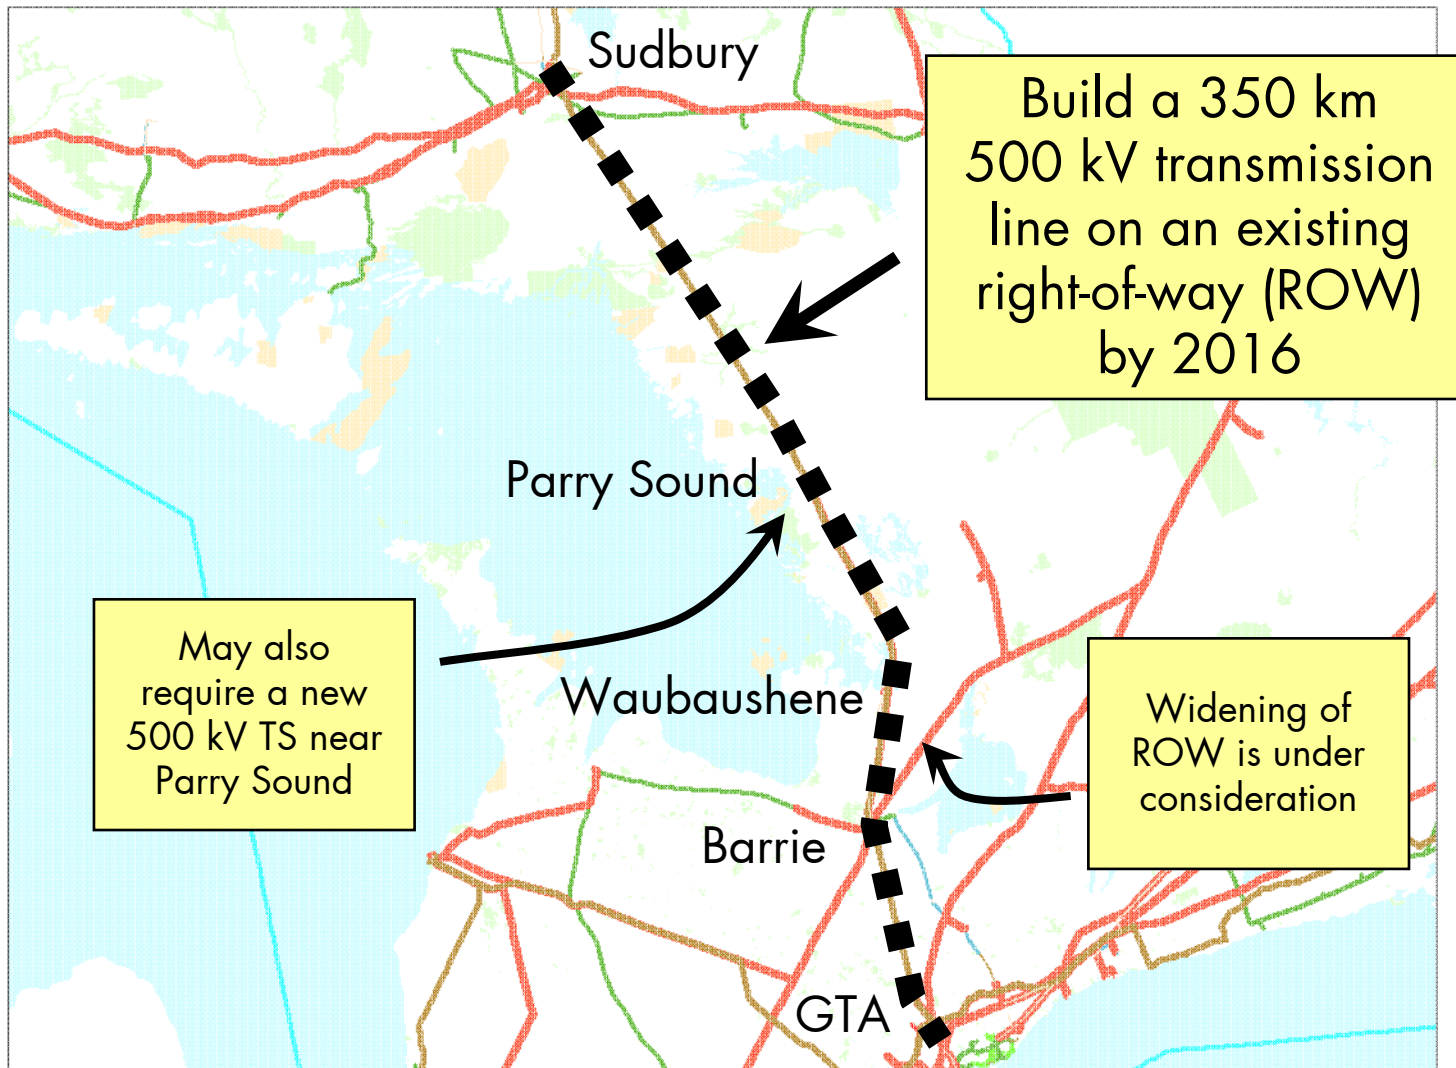 Sudbury
Build a 350 km
500 kV transmission
line on an existing
right-of-way (ROW)
by 2016
Parry Sound
May also
require a new
500 kV TS near
Parry Sound
Waubaushene
Widening of
ROW is under
consideration
Barrie
GTA